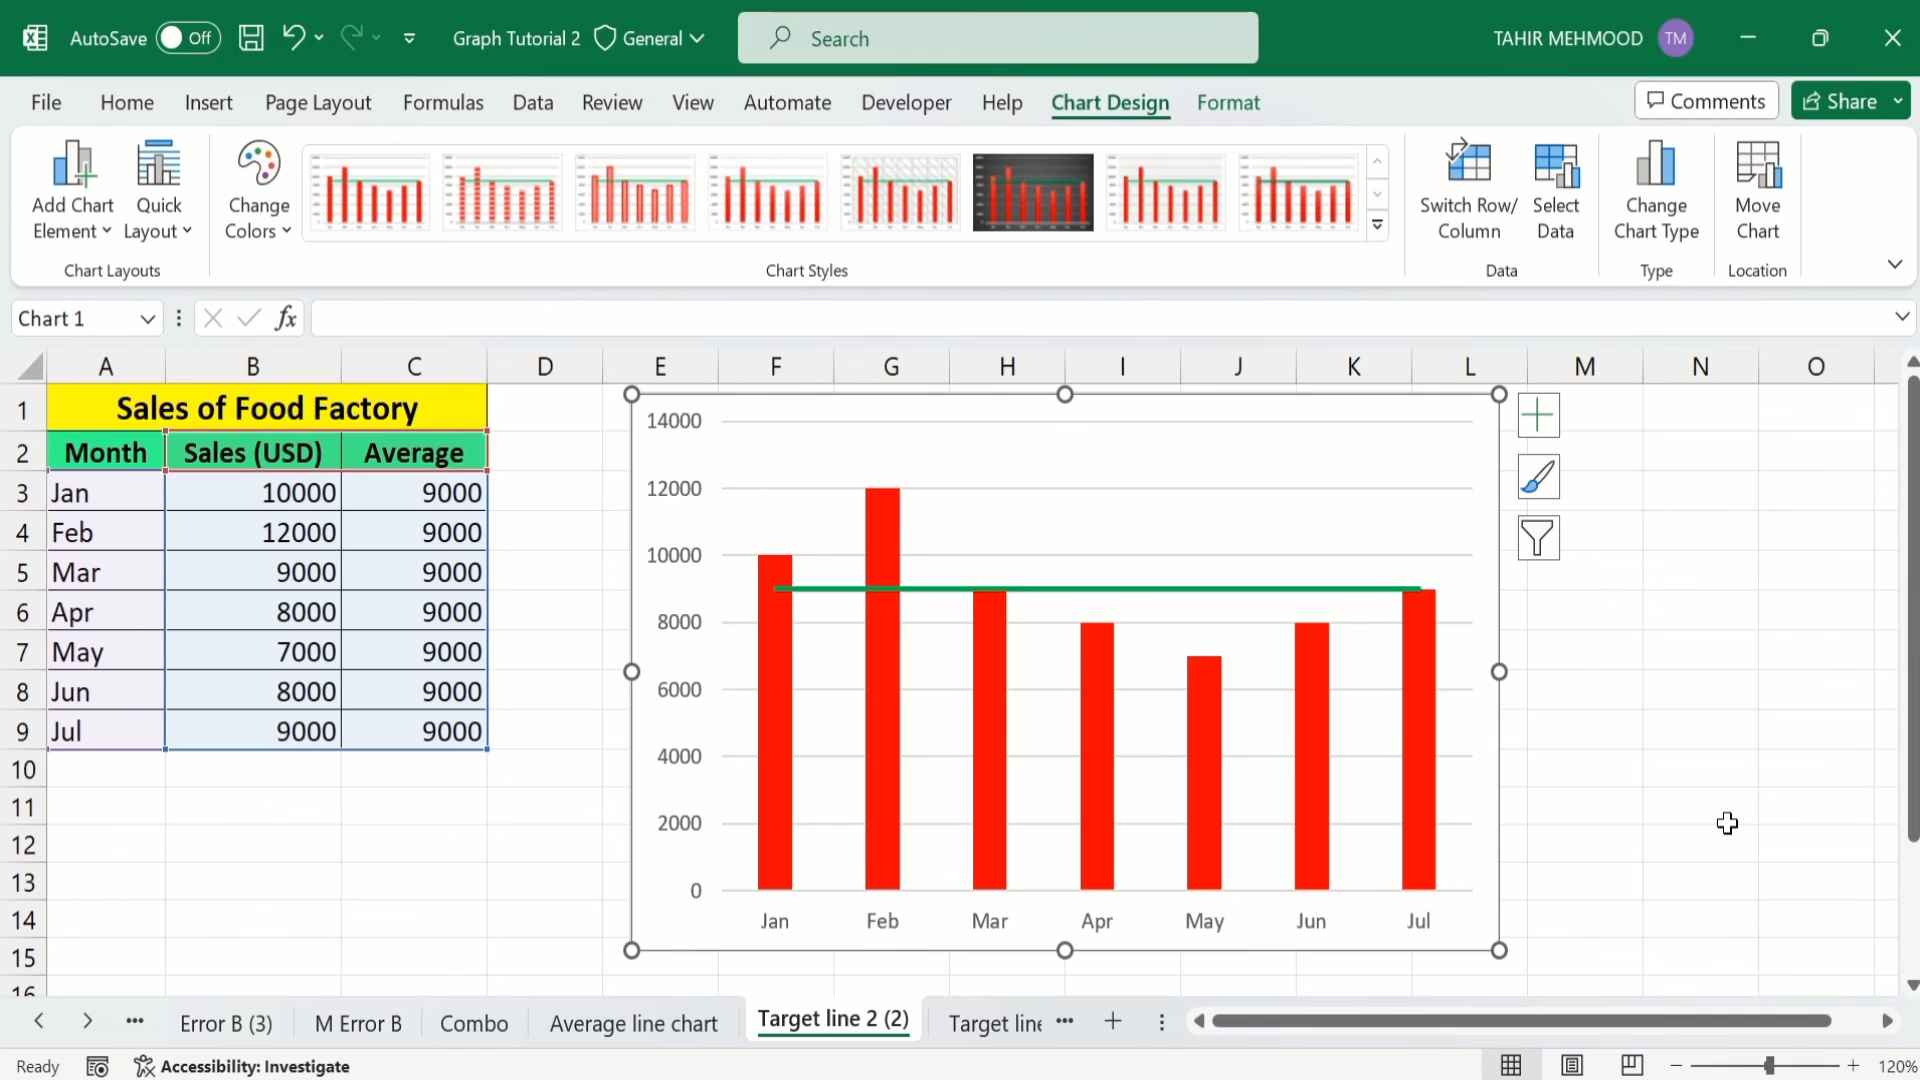 AutoSave Off Graph Tutorial 2 General Search TAHIR MEHMOOD TM
File Home Insert Page Layout Formulas Data Review View Automate Developer Help Chart Design Format Comments Share
Add Chart Element
Quick Layout
Change Colors
Switch Row/ Column
Select Data
Change Chart Type
Move Chart
Chart Layouts Chart Styles Data Type Location
Chart 1 fx
A B C D E F G H I J K L M N O
1 Sales of Food Factory
2 Month Sales (USD) Average
3 Jan 10000 9000
4 Feb 12000 9000
5 Mar 9000 9000
6 Apr 8000 9000
7 May 7000 9000
8 Jun 8000 9000
9 Jul 9000 9000
10
11
12
13
14
15
16
14000
12000
10000
8000
6000
4000
2000
0
Jan Feb Mar Apr May Jun Jul
Error B (3) M Error B Combo Average line chart Target line 2 (2) Target line
Ready Accessibility: Investigate 120%